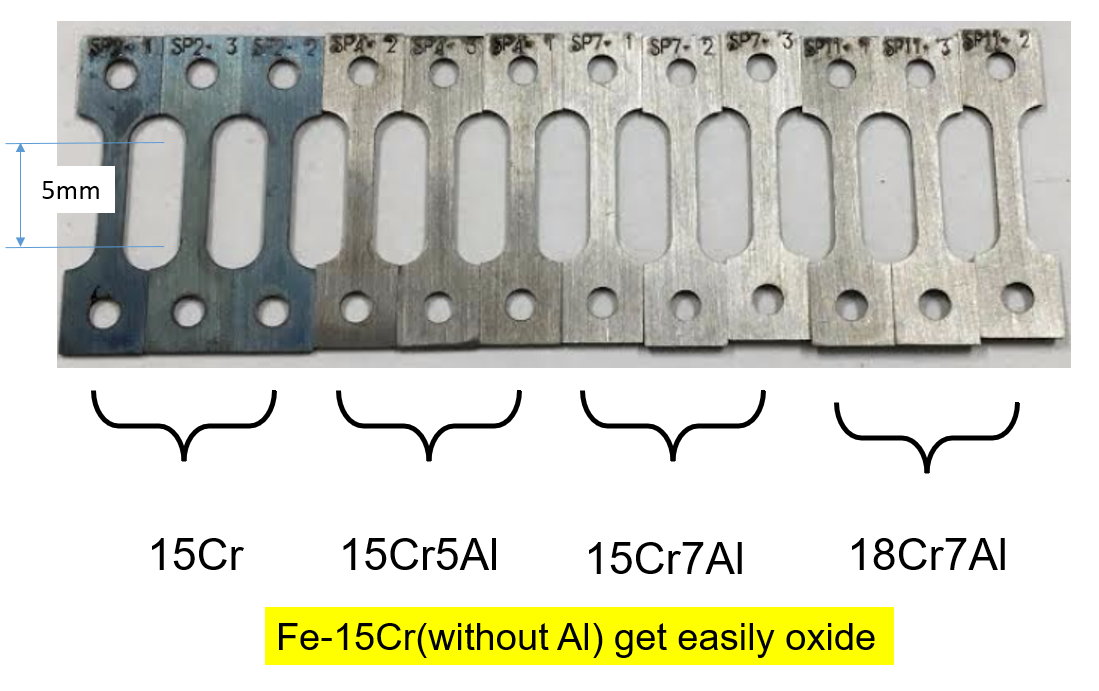 SP2- 1 SP2- 3 SP2- 2 SP4- 2 SP4- 3 SP4- 1 SP7- 1 SP7- 2 SP7- 3 SP11- 1 SP11- 3 SP11- 2
5mm
15Cr 15Cr5Al 15Cr7Al 18Cr7Al
Fe-15Cr(without Al) get easily oxide